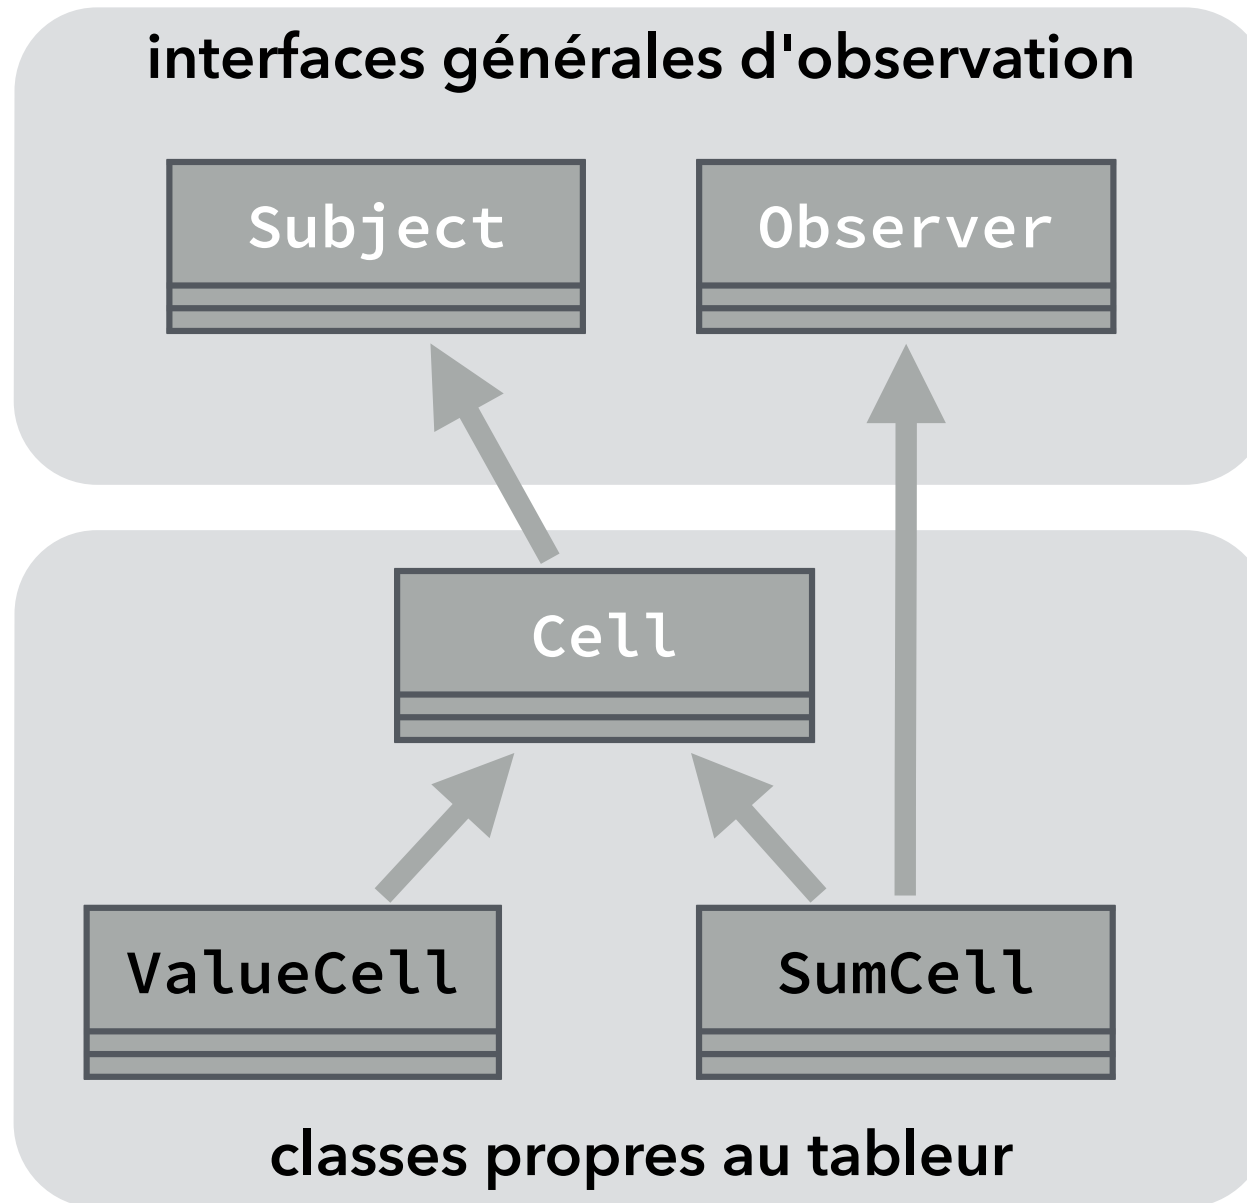 interfaces générales d'observation
Subject
Observer
Cell
ValueCell
SumCell
classes propres au tableur